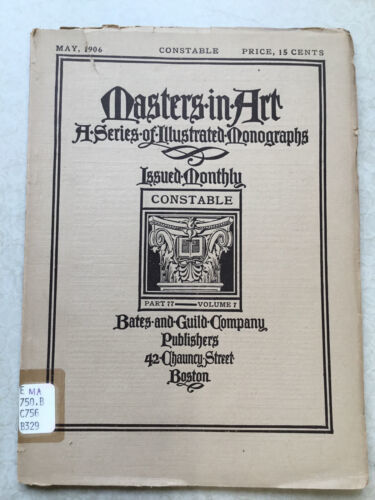 MAY, 1906 CONSTABLE PRICE, 15 CENTS
Masters·in·Art
A·Series·of·Illustrated·Monographs
Issued·Monthly
CONSTABLE
PART 77 VOLUME 7
Bates·and·Guild·Company
Publishers
42·Chauncy·Street
Boston
E MA
750.B
C756
B329